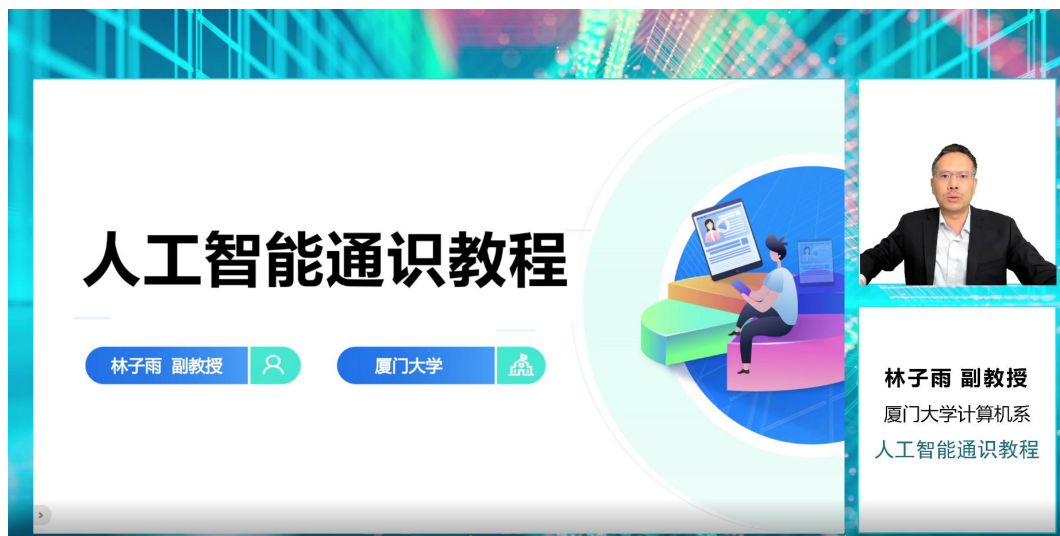 人工智能通识教程
林子雨 副教授
厦门大学
林子雨 副教授
厦门大学计算机系
人工智能通识教程